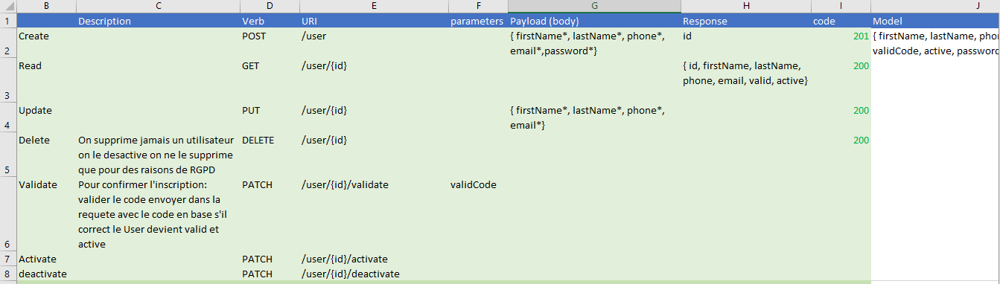 B C D E F G H I J
1 Description Verb URI parameters Payload (body) Response code Model
Create POST /user { firstName*, lastName*, phone*, id 201 { firstName, lastName,
2 email*,password*} validCode, active, password
Read GET /user/{id} { id, firstName, lastName, 200
phone, email, valid, active}
3
Update PUT /user/{id} { firstName*, lastName*, phone*, 200
4 email*}
Delete On supprime jamais un utilisateur DELETE /user/{id} 200
on le desactive on ne le supprime
5 que pour des raisons de RGPD
Validate Pour confirmer l'inscription: PATCH /user/{id}/validate validCode
valider le code envoyer dans la
requete avec le code en base s'il
correct le User devient valid et
6 active
7 Activate PATCH /user/{id}/activate
8 deactivate PATCH /user/{id}/deactivate